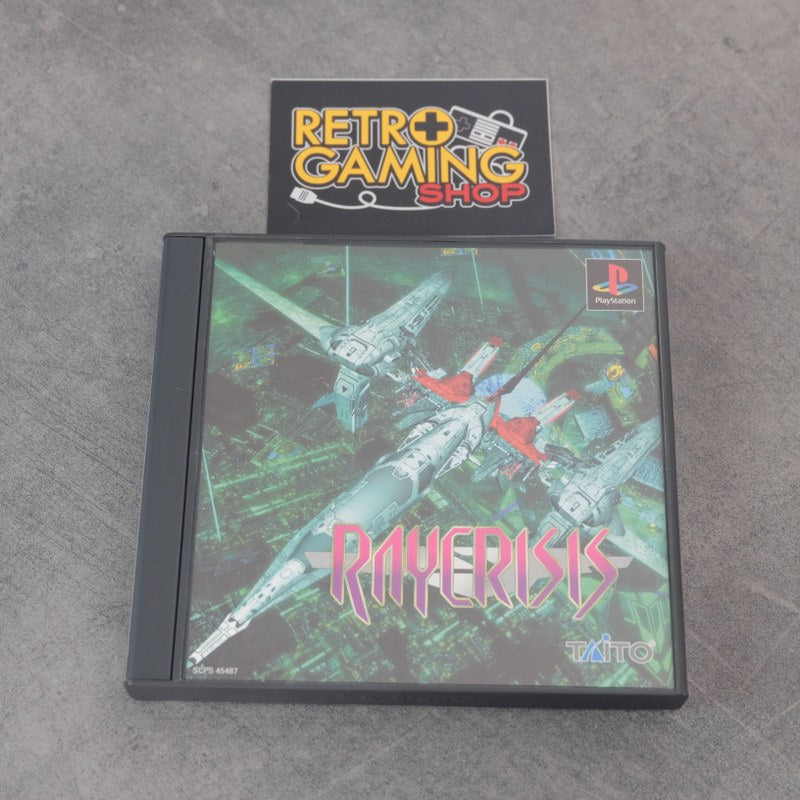 RETRO
GAMING
SHOP
PlayStation
RAYCRISIS
TAITO
SCPS 45487